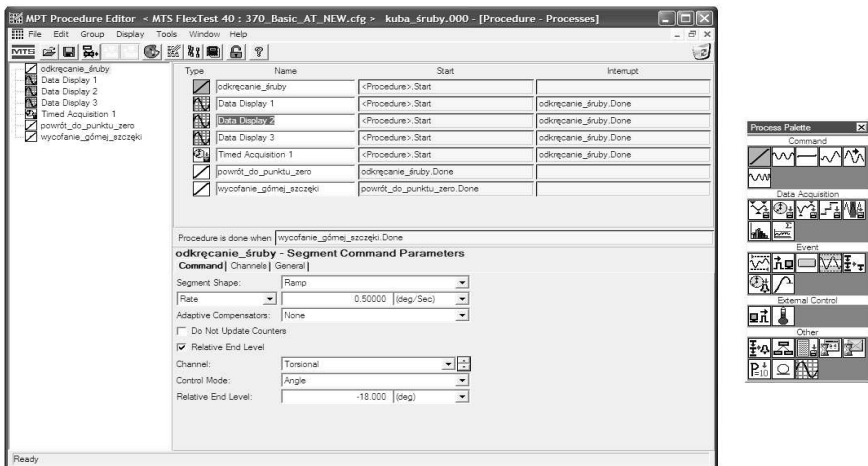 MPT Procedure Editor < MTS FlexTest 40 : 370_Basic_AT_NEW.cfg > kuba_śruby.000 - [Procedure - Processes]
File Edit Group Display Tools Window Help
MTS
odkręcanie_śruby
Data Display 1
Data Display 2
Data Display 3
Timed Acquisition 1
powrót_do_punktu_zero
wycofanie_górnej_szczęki
Type Name Start Interrupt
odkręcanie_śruby <Procedure>.Start
Data Display 1 <Procedure>.Start odkręcanie_śruby.Done
Data Display 2 <Procedure>.Start odkręcanie_śruby.Done
Data Display 3 <Procedure>.Start odkręcanie_śruby.Done
Timed Acquisition 1 <Procedure>.Start odkręcanie_śruby.Done
powrót_do_punktu_zero odkręcanie_śruby.Done
wycofanie_górnej_szczęki powrót_do_punktu_zero.Done
Procedure is done when wycofanie_górnej_szczęki.Done
odkręcanie_śruby - Segment Command Parameters
Command Channels General
Segment Shape: Ramp
Rate 0.50000 (deg/Sec)
Adaptive Compensators: None
Do Not Update Counters
Relative End Level
Channel: Torsional
Control Mode: Angle
Relative End Level: -18.000 (deg)
Ready
Process Palette
Command
Data Acquisition
Event
External Control
Other
P=10